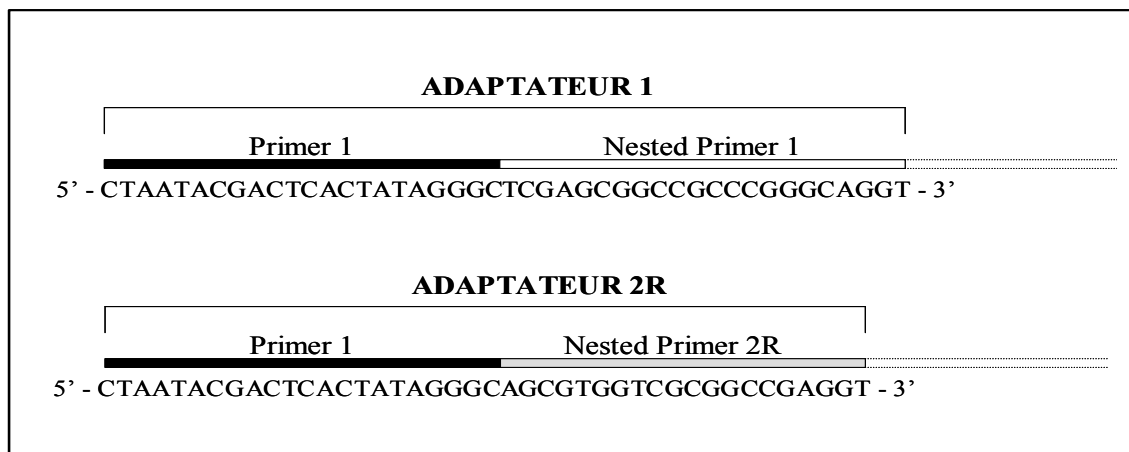 ADAPTATEUR 1
Primer 1 Nested Primer 1
5’ - CTAATACGACTCACTATAGGGCTCGAGCGGCCGCCCGGGCAGGT - 3’
ADAPTATEUR 2R
Primer 1 Nested Primer 2R
5’ - CTAATACGACTCACTATAGGGCAGCGTGGTCGCGGCCGAGGT - 3’